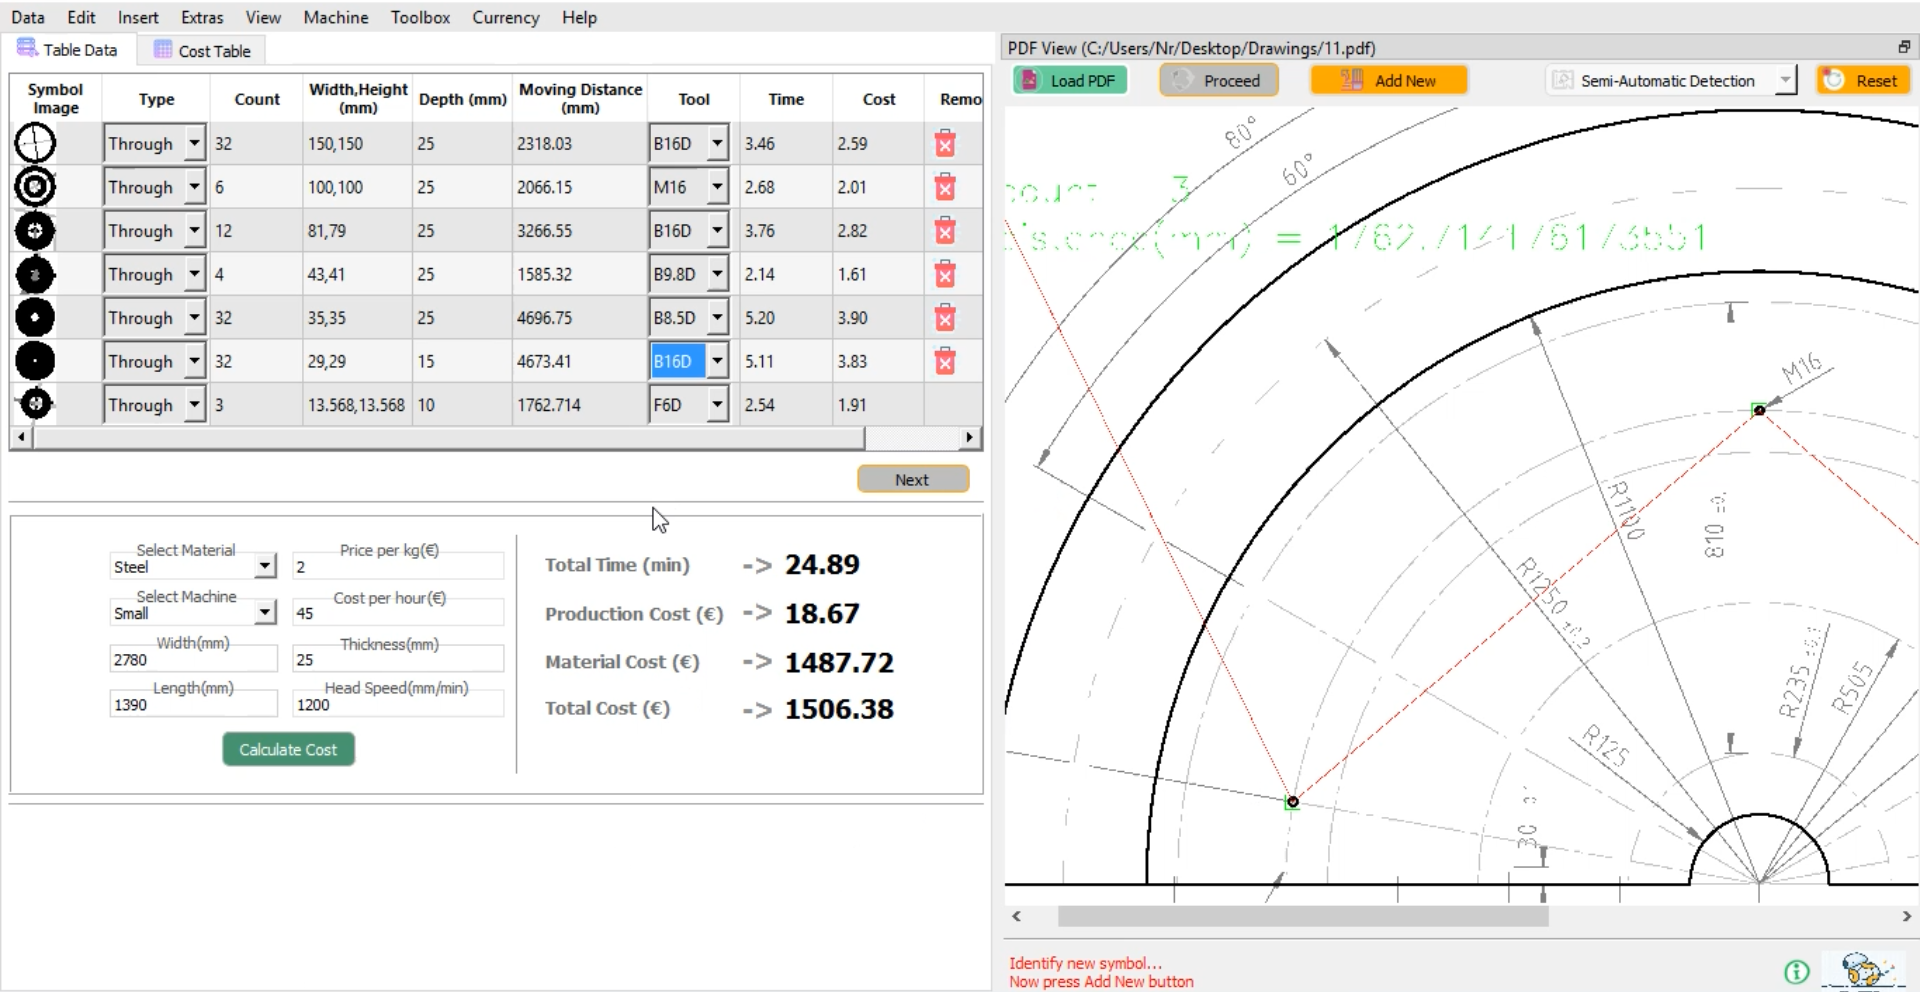 Data Edit Insert Extras View Machine Toolbox Currency Help
Table Data Cost Table
Symbol Image Type Count Width,Height (mm) Depth (mm) Moving Distance (mm) Tool Time Cost Remo
Through 32 150,150 25 2318.03 B16D 3.46 2.59
Through 6 100,100 25 2066.15 M16 2.68 2.01
Through 12 81,79 25 3266.55 B16D 3.76 2.82
Through 4 43,41 25 1585.32 B9.8D 2.14 1.61
Through 32 35,35 25 4696.75 B8.5D 5.20 3.90
Through 32 29,29 15 4673.41 B16D 5.11 3.83
Through 3 13.568,13.568 10 1762.714 F6D 2.54 1.91
Next
Select Material Price per kg(€)
Steel 2
Select Machine Cost per hour(€)
Small 45
Width(mm) Thickness(mm)
2780 25
Length(mm) Head Speed(mm/min)
1390 1200
Calculate Cost
Total Time (min) -> 24.89
Production Cost (€) -> 18.67
Material Cost (€) -> 1487.72
Total Cost (€) -> 1506.38
PDF View (C:/Users/Nr/Desktop/Drawings/11.pdf)
Load PDF Proceed Add New Semi-Automatic Detection Reset
80°
60°
3
(mm) =
M16
R1100
810
R1250 ±0.2
R235
R505
R125
30
Identify new symbol...
Now press Add New button